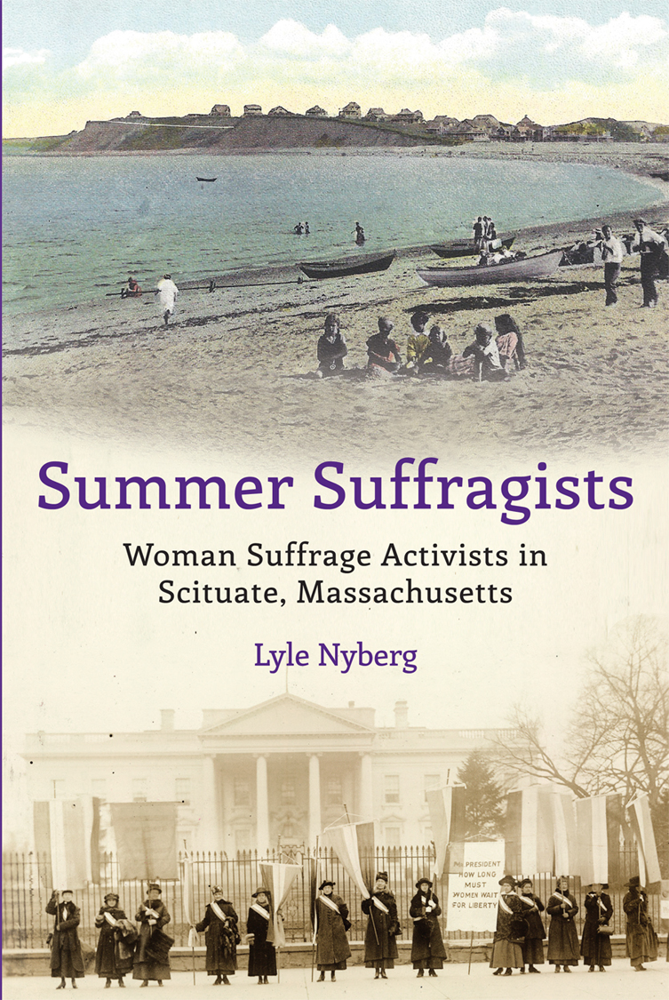 Summer Suffragists
Woman Suffrage Activists in
Scituate, Massachusetts
Lyle Nyberg
MR. PRESIDENT
HOW LONG
MUST
WOMEN WAIT
FOR LIBERTY